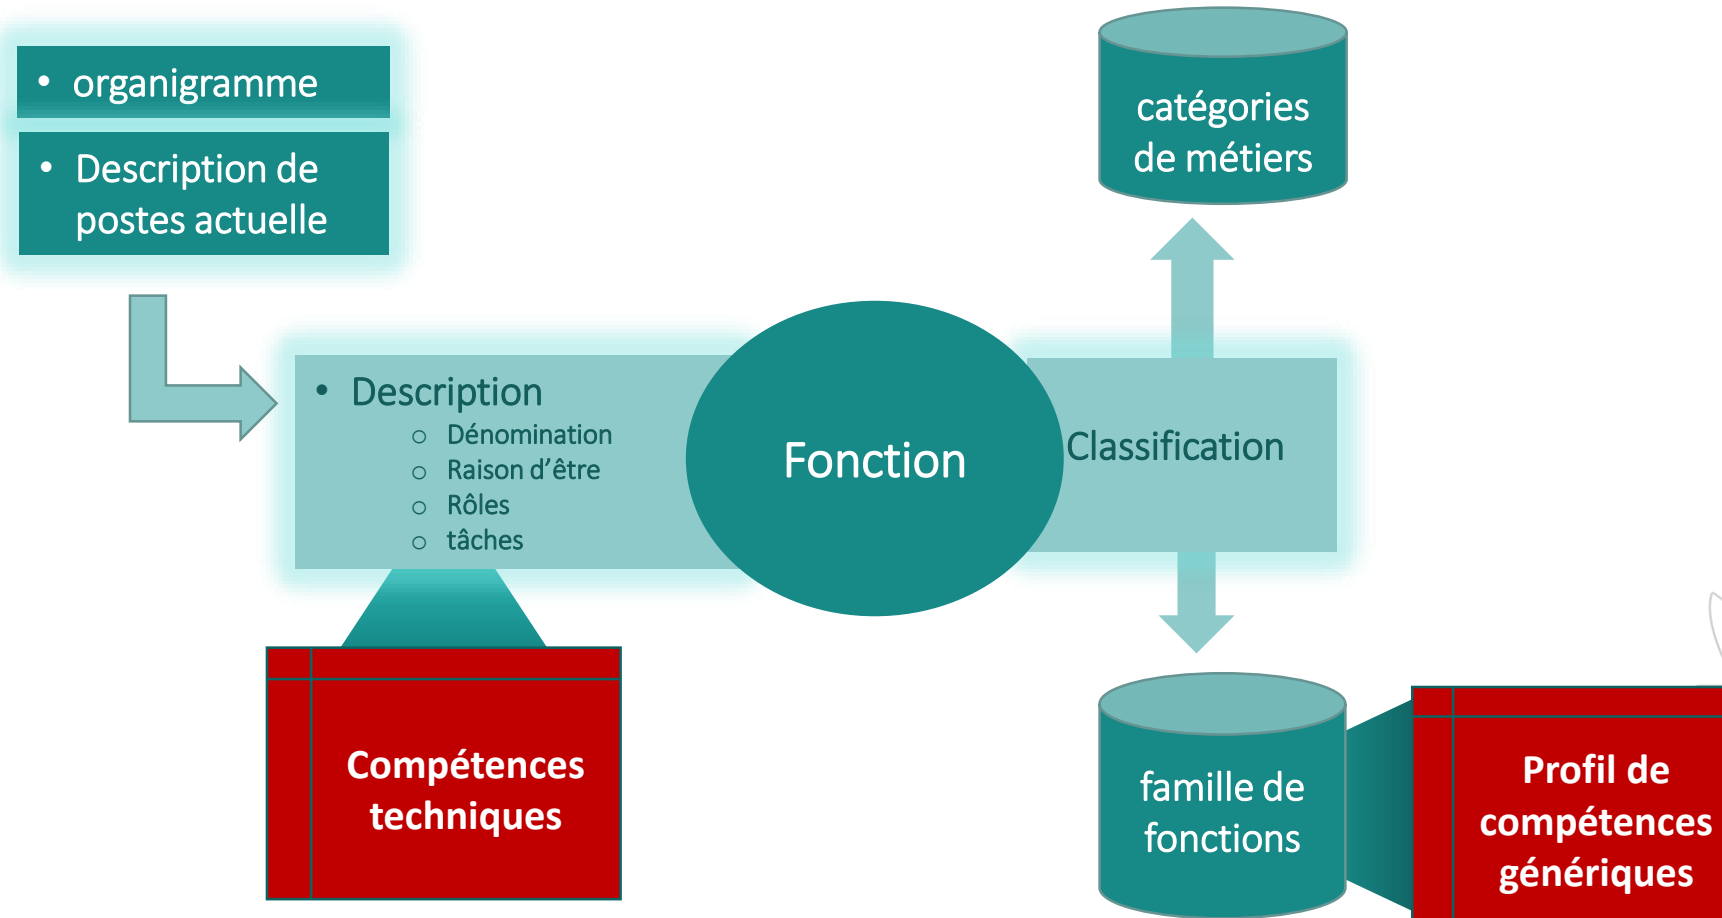 • organigramme
• Description de
postes actuelle
catégories
de métiers
• Description
o Dénomination
o Raison d’être
o Rôles
o tâches
Fonction
Classification
Compétences
techniques
famille de
fonctions
Profil de
compétences
génériques